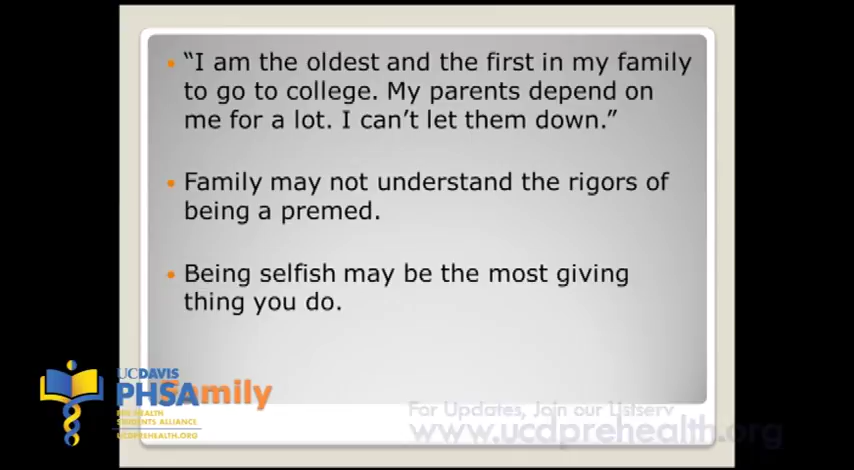 “I am the oldest and the first in my family
to go to college. My parents depend on
me for a lot. I can’t let them down.”
Family may not understand the rigors of
being a premed.
Being selfish may be the most giving
thing you do.
Family
UCDAVIS
PHSA
PRE HEALTH
STUDENTS ALLIANCE
UCDPREHEALTH.ORG
For Updates, Join our Listserv
www.ucdprehealth.org